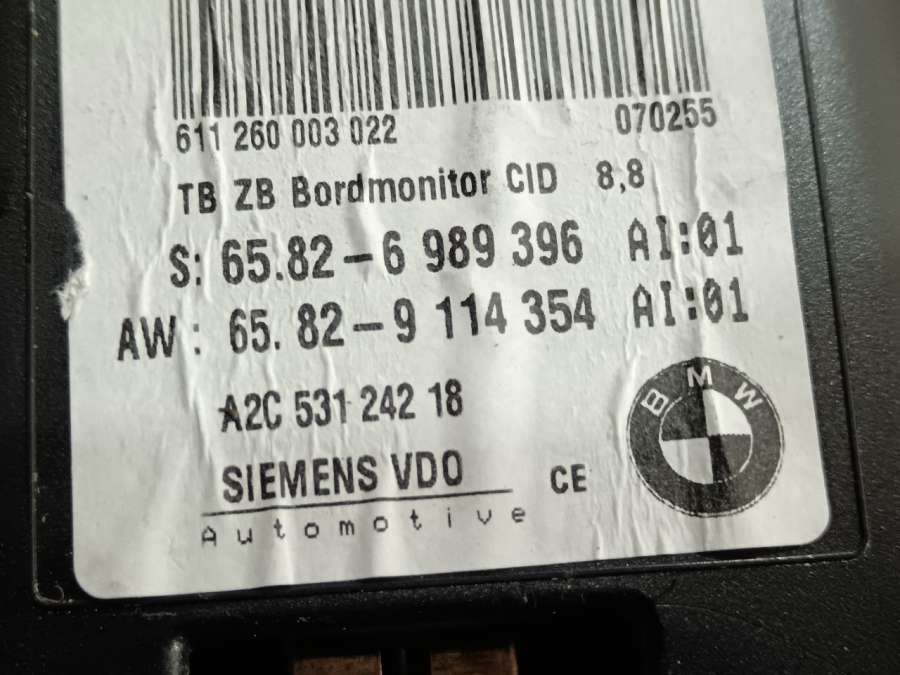 611 260 003 022 070255
TB ZB Bordmonitor CID 8,8
S: 65.82-6 989 396 AI:01
AW: 65.82-9 114 354 AI:01
A2C 531 242 18
SIEMENS VDO CE
Automotive
BMW